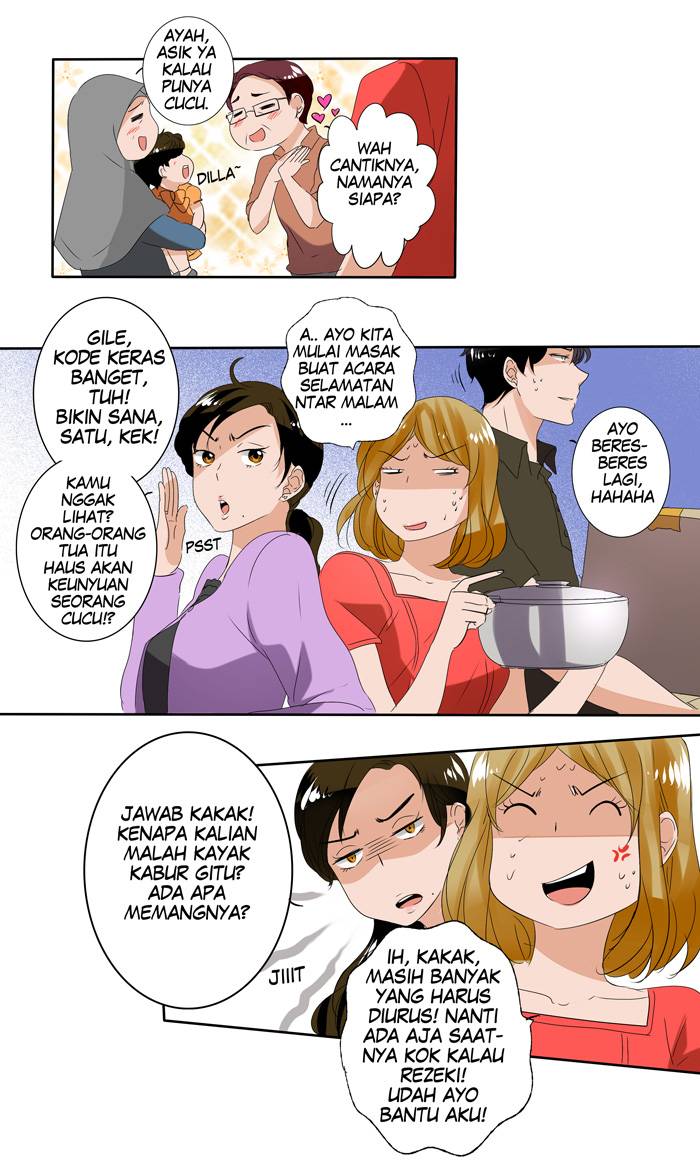 AYAH,
ASIK YA
KALAU
PUNYA
CUCU.
DILLA~
WAH
CANTIKNYA,
NAMANYA
SIAPA?
GILE,
KODE KERAS
BANGET,
TUH!
BIKIN SANA,
SATU, KEK!
KAMU
NGGAK
LIHAT?
ORANG-ORANG
TUA ITU
HAUS AKAN
KEUNYUAN
SEORANG
CUCU!?
PSST
A.. AYO KITA
MULAI MASAK
BUAT ACARA
SELAMATAN
NTAR MALAM
...
AYO
BERES-
BERES
LAGI,
HAHAHA
JAWAB KAKAK!
KENAPA KALIAN
MALAH KAYAK
KABUR GITU?
ADA APA
MEMANGNYA?
JIIIT
IH, KAKAK,
MASIH BANYAK
YANG HARUS
DIURUS! NANTI
ADA AJA SAAT-
NYA KOK KALAU
REZEKI!
UDAH AYO
BANTU AKU!